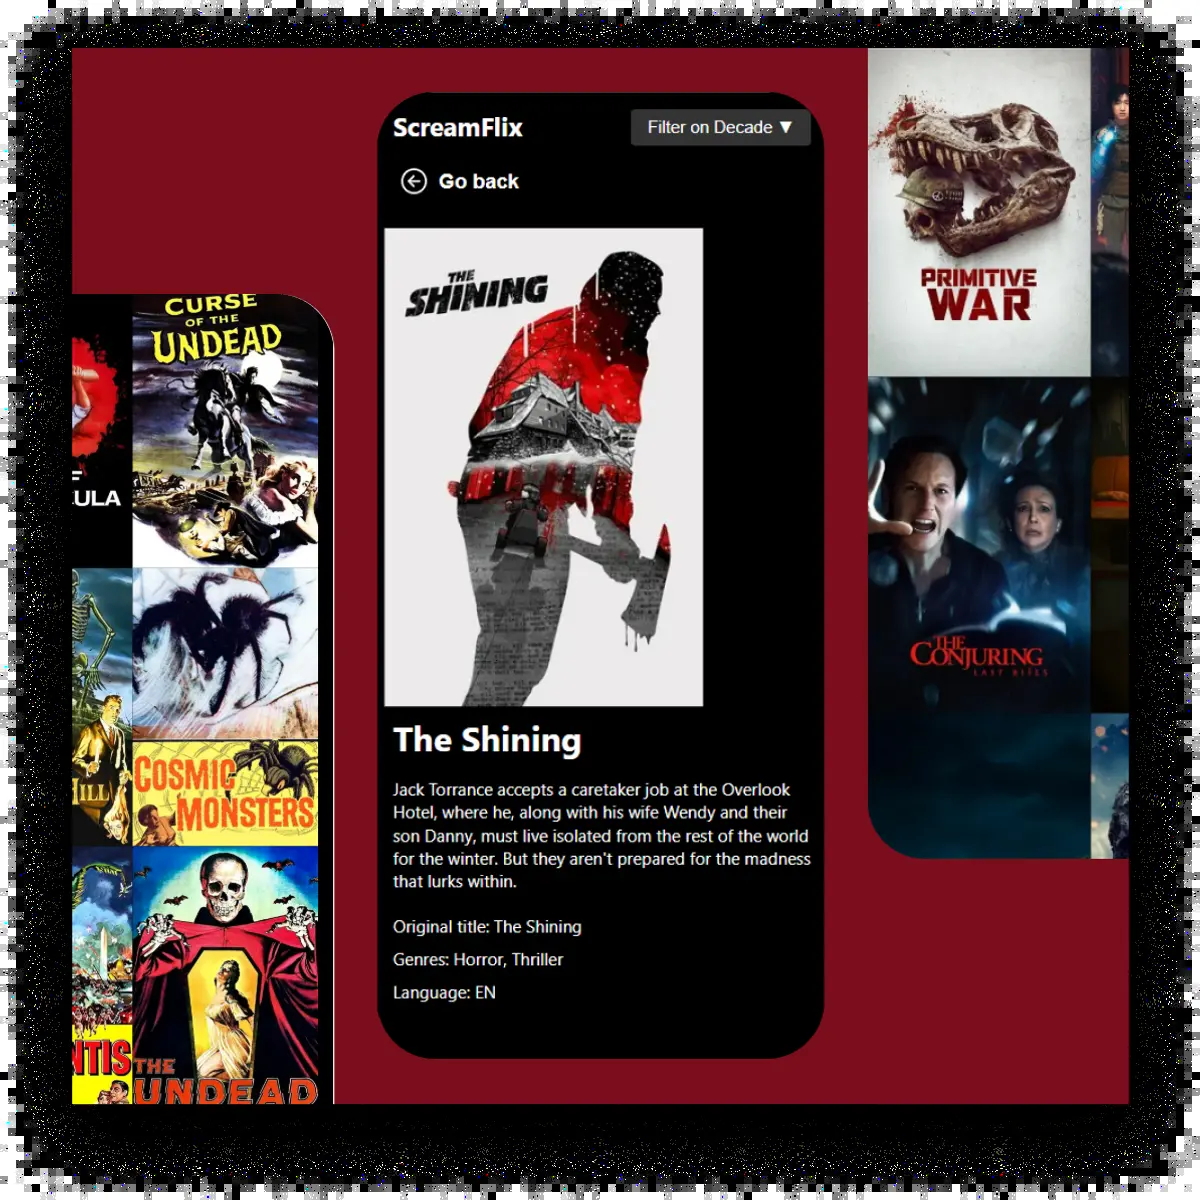 CURSE
OF THE
UNDEAD
F
ULA
HILL
COSMIC
MONSTERS
NTIS
THE
UNDEAD
ScreamFlix
Filter on Decade ▼
Go back
THE
SHINING
The Shining
Jack Torrance accepts a caretaker job at the Overlook
Hotel, where he, along with his wife Wendy and their
son Danny, must live isolated from the rest of the world
for the winter. But they aren't prepared for the madness
that lurks within.
Original title: The Shining
Genres: Horror, Thriller
Language: EN
PRIMITIVE
WAR
THE
CONJURING
LAST RITES